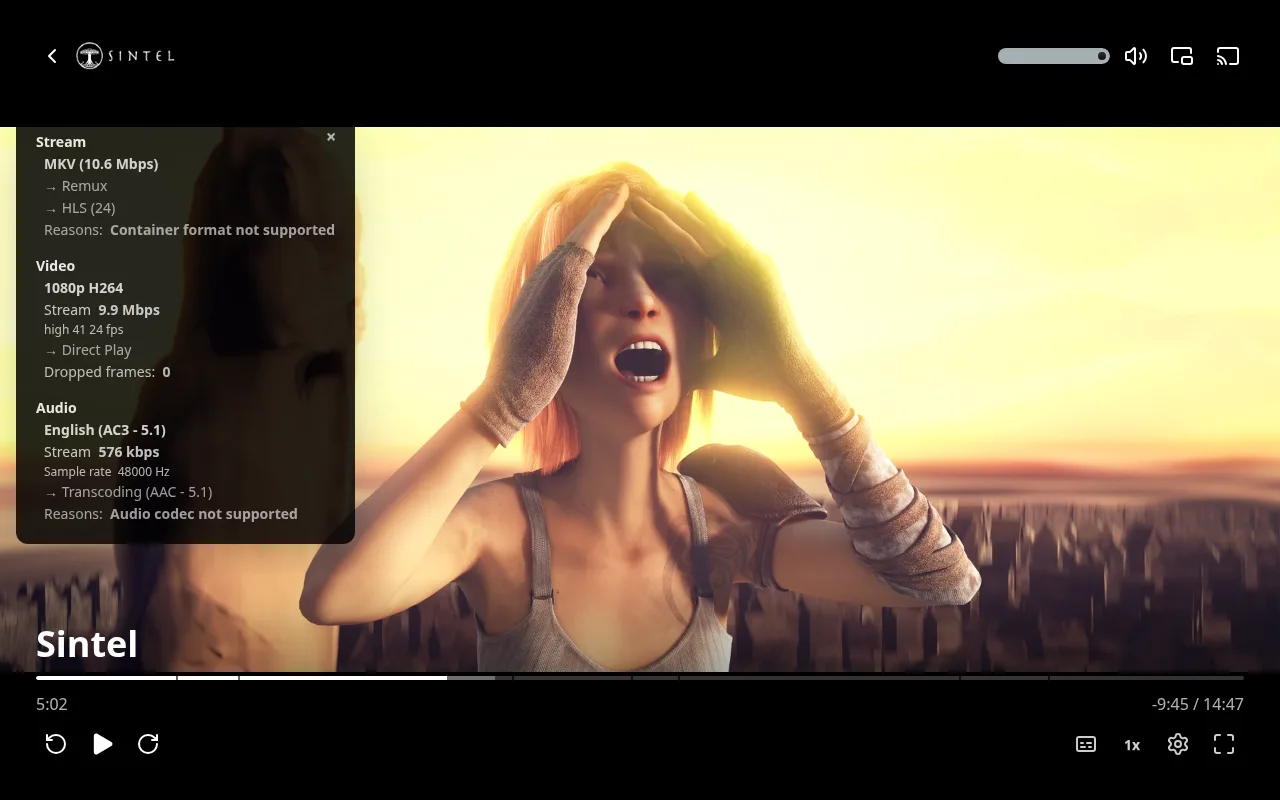 SINTEL
Stream
MKV (10.6 Mbps)
→ Remux
→ HLS (24)
Reasons: Container format not supported
Video
1080p H264
Stream 9.9 Mbps
high 41 24 fps
→ Direct Play
Dropped frames: 0
Audio
English (AC3 - 5.1)
Stream 576 kbps
Sample rate 48000 Hz
→ Transcoding (AAC - 5.1)
Reasons: Audio codec not supported
Sintel
5:02
-9:45 / 14:47
1x